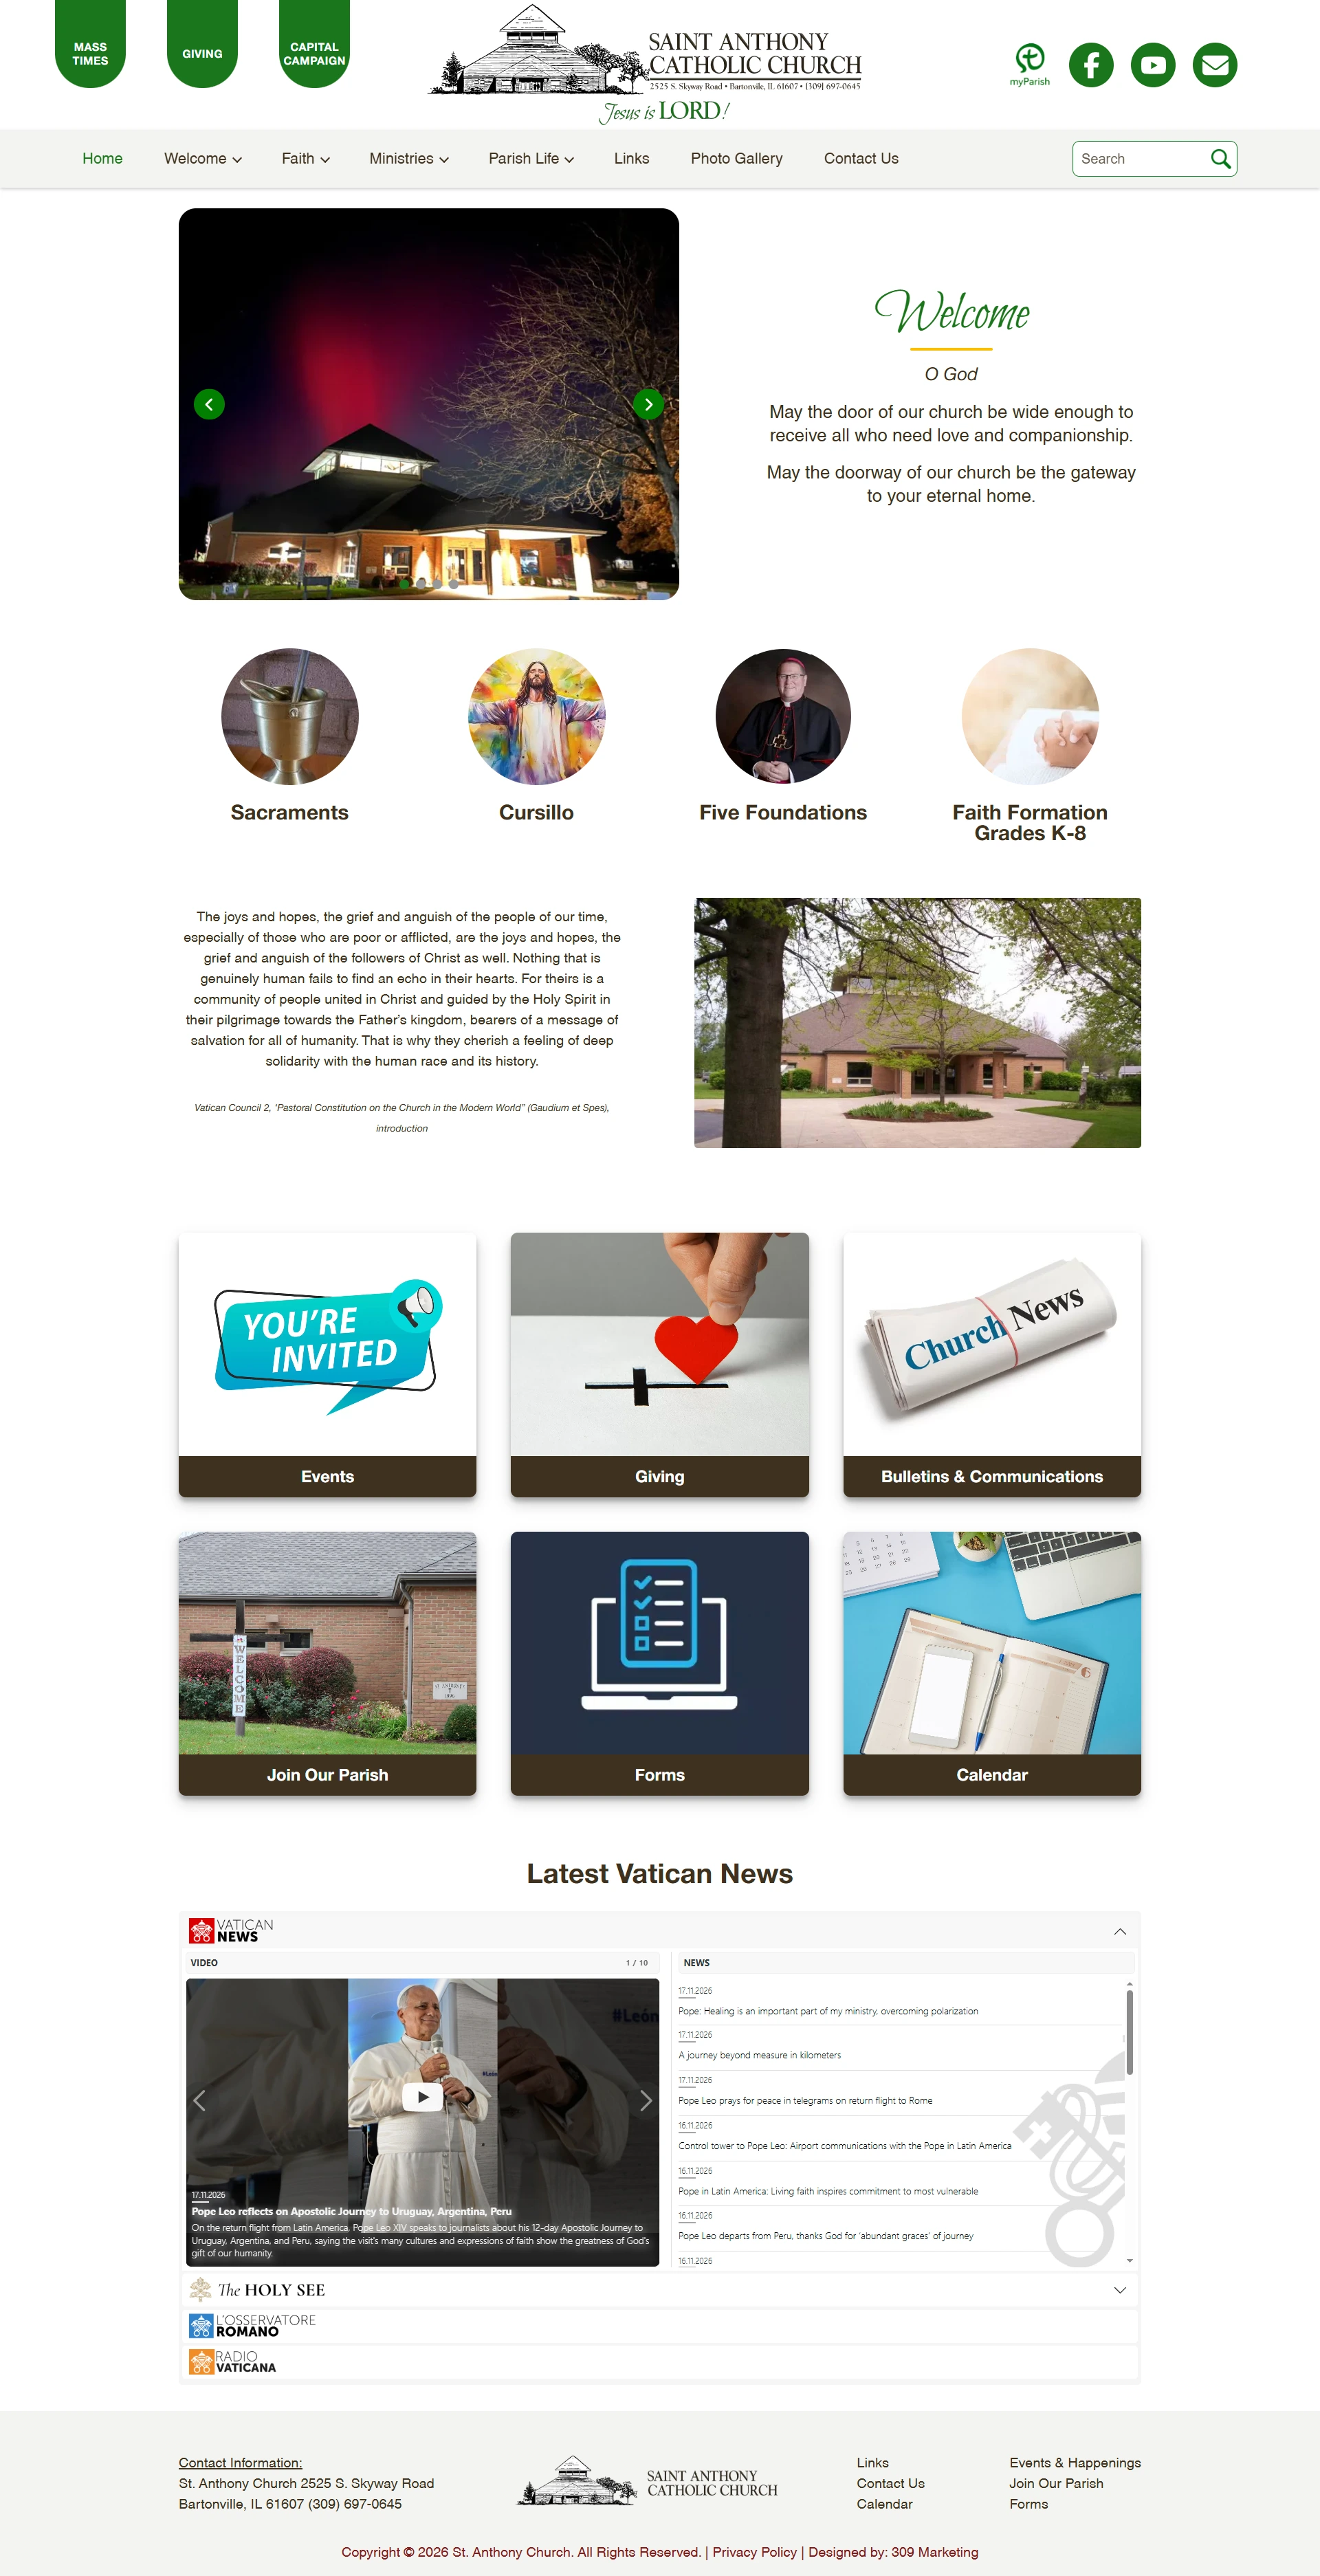 MASS
TIMES
GIVING
CAPITAL
CAMPAIGN
SAINT ANTHONY
CATHOLIC CHURCH
2525 S. Skyway Road • Bartonville, IL 61607 • (309) 697-0645
Jesus is LORD!
myParish
Home
Welcome
Faith
Ministries
Parish Life
Links
Photo Gallery
Contact Us
Search
Welcome
O God
May the door of our church be wide enough to
receive all who need love and companionship.
May the doorway of our church be the gateway
to your eternal home.
Sacraments
Cursillo
Five Foundations
Faith Formation
Grades K-8
The joys and hopes, the grief and anguish of the people of our time,
especially of those who are poor or afflicted, are the joys and hopes, the
grief and anguish of the followers of Christ as well. Nothing that is
genuinely human fails to find an echo in their hearts. For theirs is a
community of people united in Christ and guided by the Holy Spirit in
their pilgrimage towards the Father's kingdom, bearers of a message of
salvation for all of humanity. That is why they cherish a feeling of deep
solidarity with the human race and its history.
Vatican Council 2, 'Pastoral Constitution on the Church in the Modern World" (Gaudium et Spes),
introduction
YOU'RE
INVITED
Church News
Events
Giving
Bulletins & Communications
WELCOME
Join Our Parish
Forms
Calendar
Latest Vatican News
VATICAN
NEWS
VIDEO
1 / 10
NEWS
#León
17.11.2026
Pope Leo reflects on Apostolic Journey to Uruguay, Argentina, Peru
On the return flight from Latin America, Pope Leo XIV speaks to journalists about his 12-day Apostolic Journey to
Uruguay, Argentina, and Peru, saying the visit's many cultures and expressions of faith show the greatness of God's
gift of our humanity.
17.11.2026
Pope: Healing is an important part of my ministry, overcoming polarization
17.11.2026
A journey beyond measure in kilometers
17.11.2026
Pope Leo prays for peace in telegrams on return flight to Rome
16.11.2026
Control tower to Pope Leo: Airport communications with the Pope in Latin America
16.11.2026
Pope in Latin America: Living faith inspires commitment to most vulnerable
16.11.2026
Pope Leo departs from Peru, thanks God for 'abundant graces' of journey
16.11.2026
The HOLY SEE
L'OSSERVATORE
ROMANO
RADIO
VATICANA
Contact Information:
St. Anthony Church 2525 S. Skyway Road
Bartonville, IL 61607 (309) 697-0645
SAINT ANTHONY
CATHOLIC CHURCH
Links
Contact Us
Calendar
Events & Happenings
Join Our Parish
Forms
Copyright © 2026 St. Anthony Church. All Rights Reserved. | Privacy Policy | Designed by: 309 Marketing